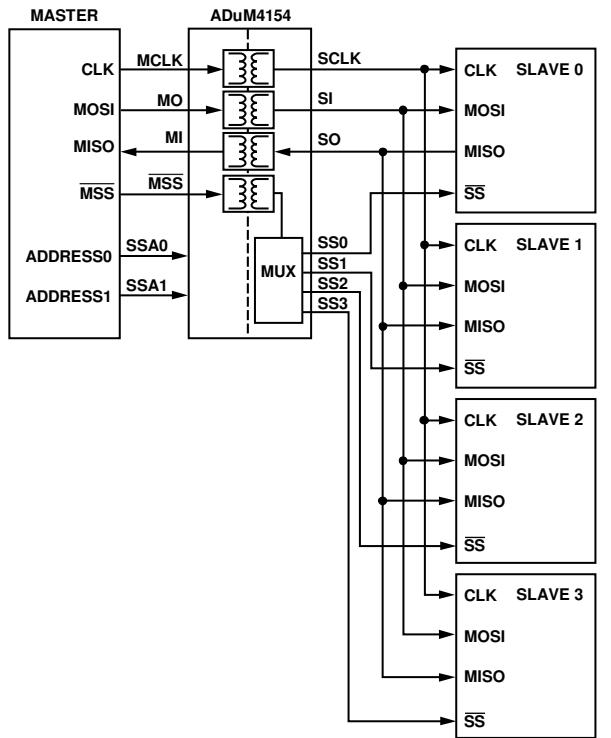 MASTER
ADuM4154
CLK
MCLK
SCLK
CLK
SLAVE 0
MOSI
MO
SI
MOSI
MISO
MI
SO
MISO
MSS
MSS
SS
ADDRESS0
SSA0
MUX
SS0
SS1
SS2
SS3
ADDRESS1
SSA1
CLK
SLAVE 1
MOSI
MISO
SS
CLK
SLAVE 2
MOSI
MISO
SS
CLK
SLAVE 3
MOSI
MISO
SS